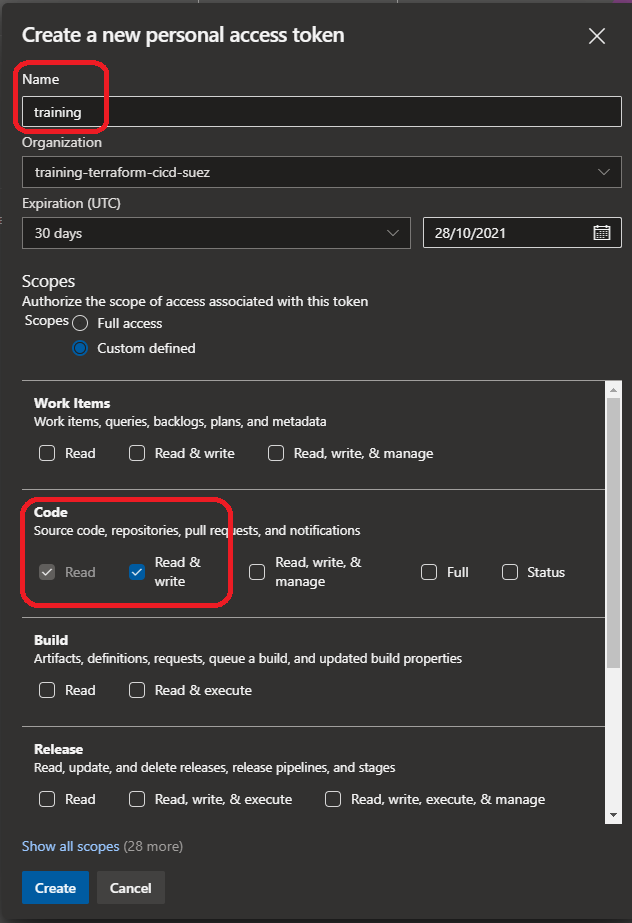 Create a new personal access token
Name
training
Organization
training-terraform-cicd-suez
Expiration (UTC)
30 days
28/10/2021
Scopes
Authorize the scope of access associated with this token
Scopes
Full access
Custom defined
Work Items
Work items, queries, backlogs, plans, and metadata
Read
Read & write
Read, write, & manage
Code
Source code, repositories, pull requests, and notifications
Read
Read &
write
Read, write, &
manage
Full
Status
Build
Artifacts, definitions, requests, queue a build, and updated build properties
Read
Read & execute
Release
Read, update, and delete releases, release pipelines, and stages
Read
Read, write, & execute
Read, write, execute, & manage
Show all scopes (28 more)
Create
Cancel